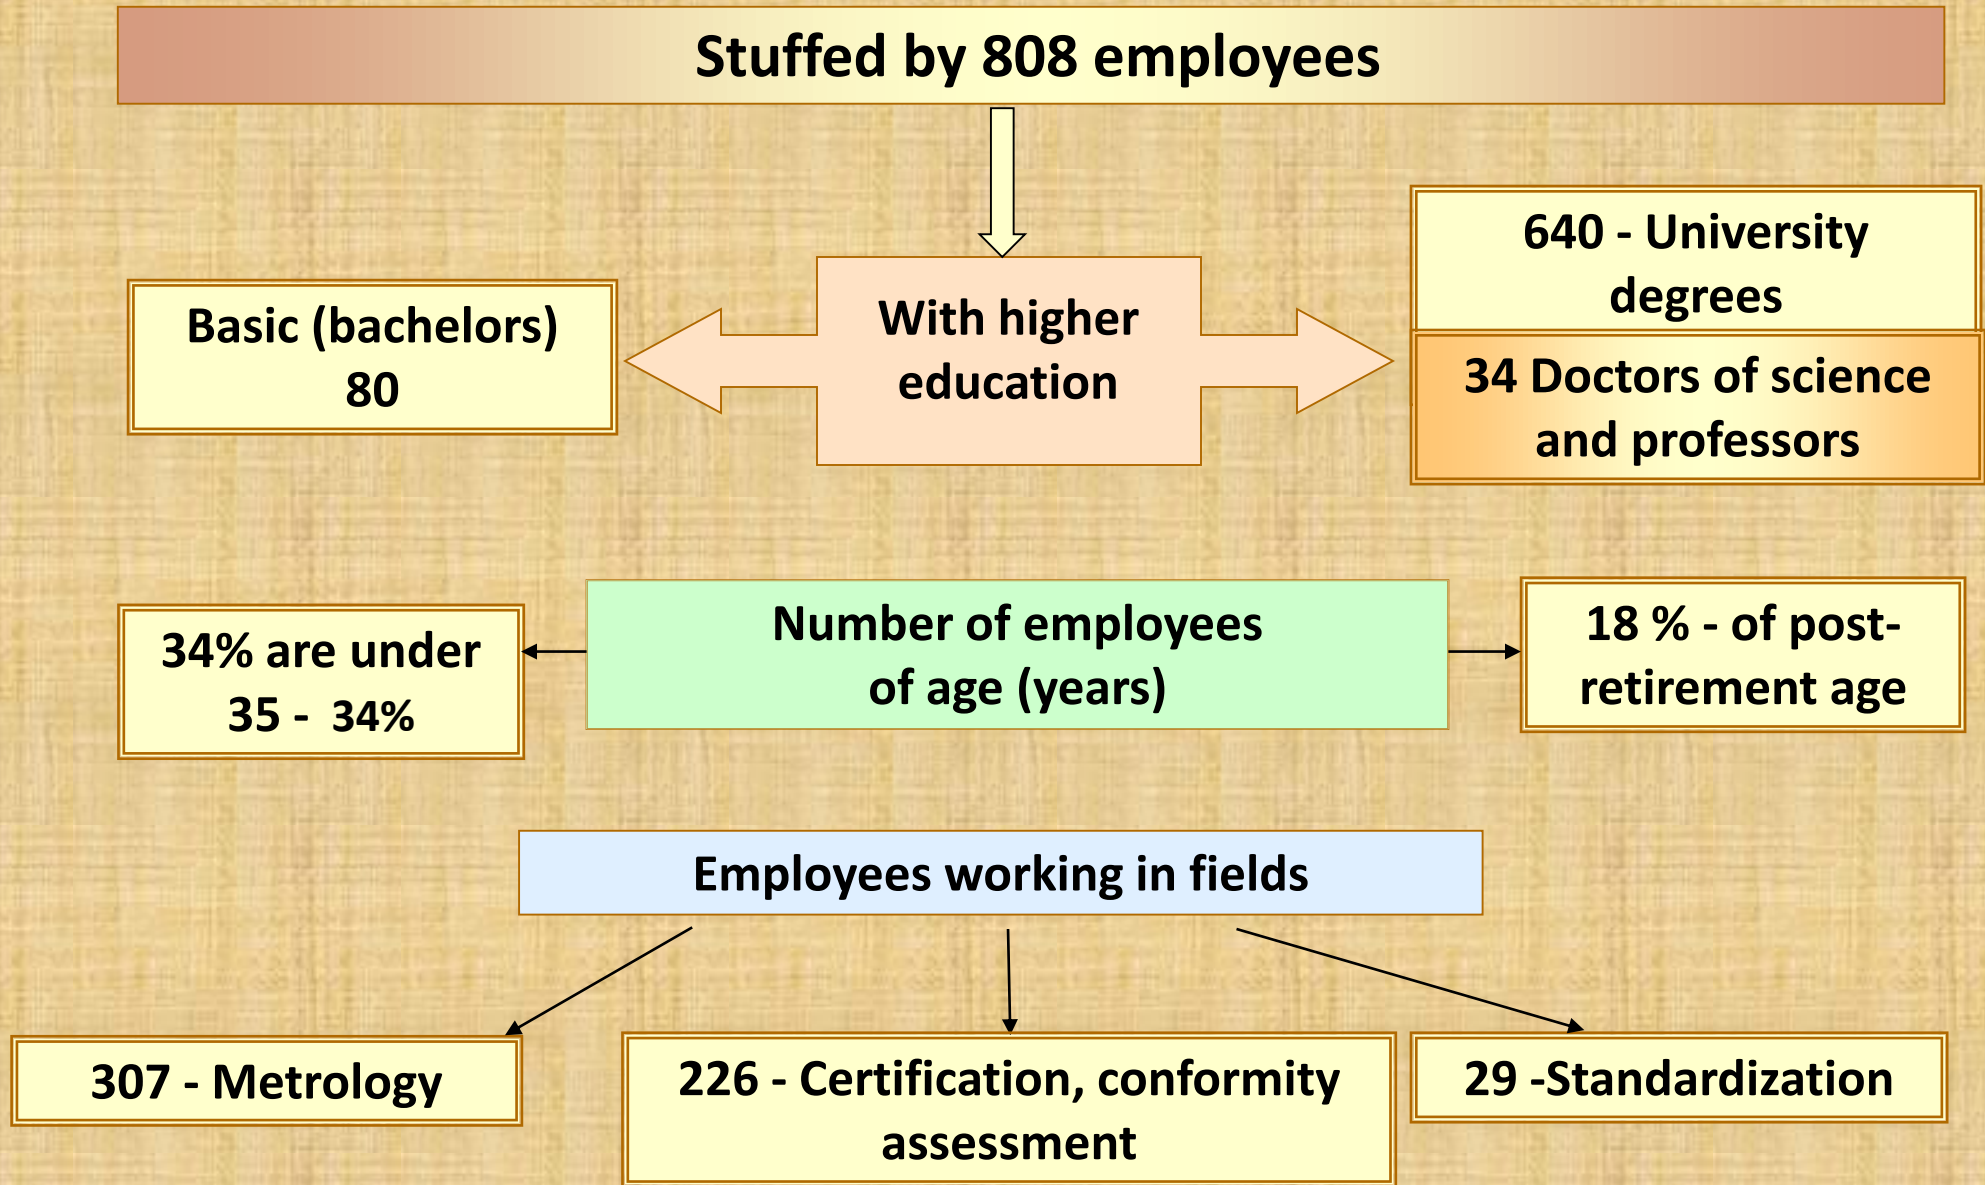 Stuffed by 808 employees
640 - University
degrees
Basic (bachelors)
80
With higher
education
34 Doctors of science
and professors
34% are under
35 - 34%
Number of employees
of age (years)
18 % - of post-
retirement age
Employees working in fields
307 - Metrology
226 - Certification, conformity
assessment
29 -Standardization